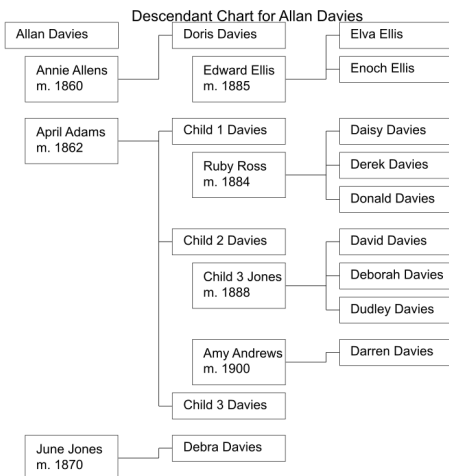 Descendant Chart for Allan Davies
Allan Davies
Doris Davies
Elva Ellis
Annie Allens
m. 1860
Edward Ellis
m. 1885
Enoch Ellis
April Adams
m. 1862
Child 1 Davies
Daisy Davies
Ruby Ross
m. 1884
Derek Davies
Donald Davies
Child 2 Davies
David Davies
Child 3 Jones
m. 1888
Deborah Davies
Dudley Davies
Amy Andrews
m. 1900
Darren Davies
Child 3 Davies
June Jones
m. 1870
Debra Davies